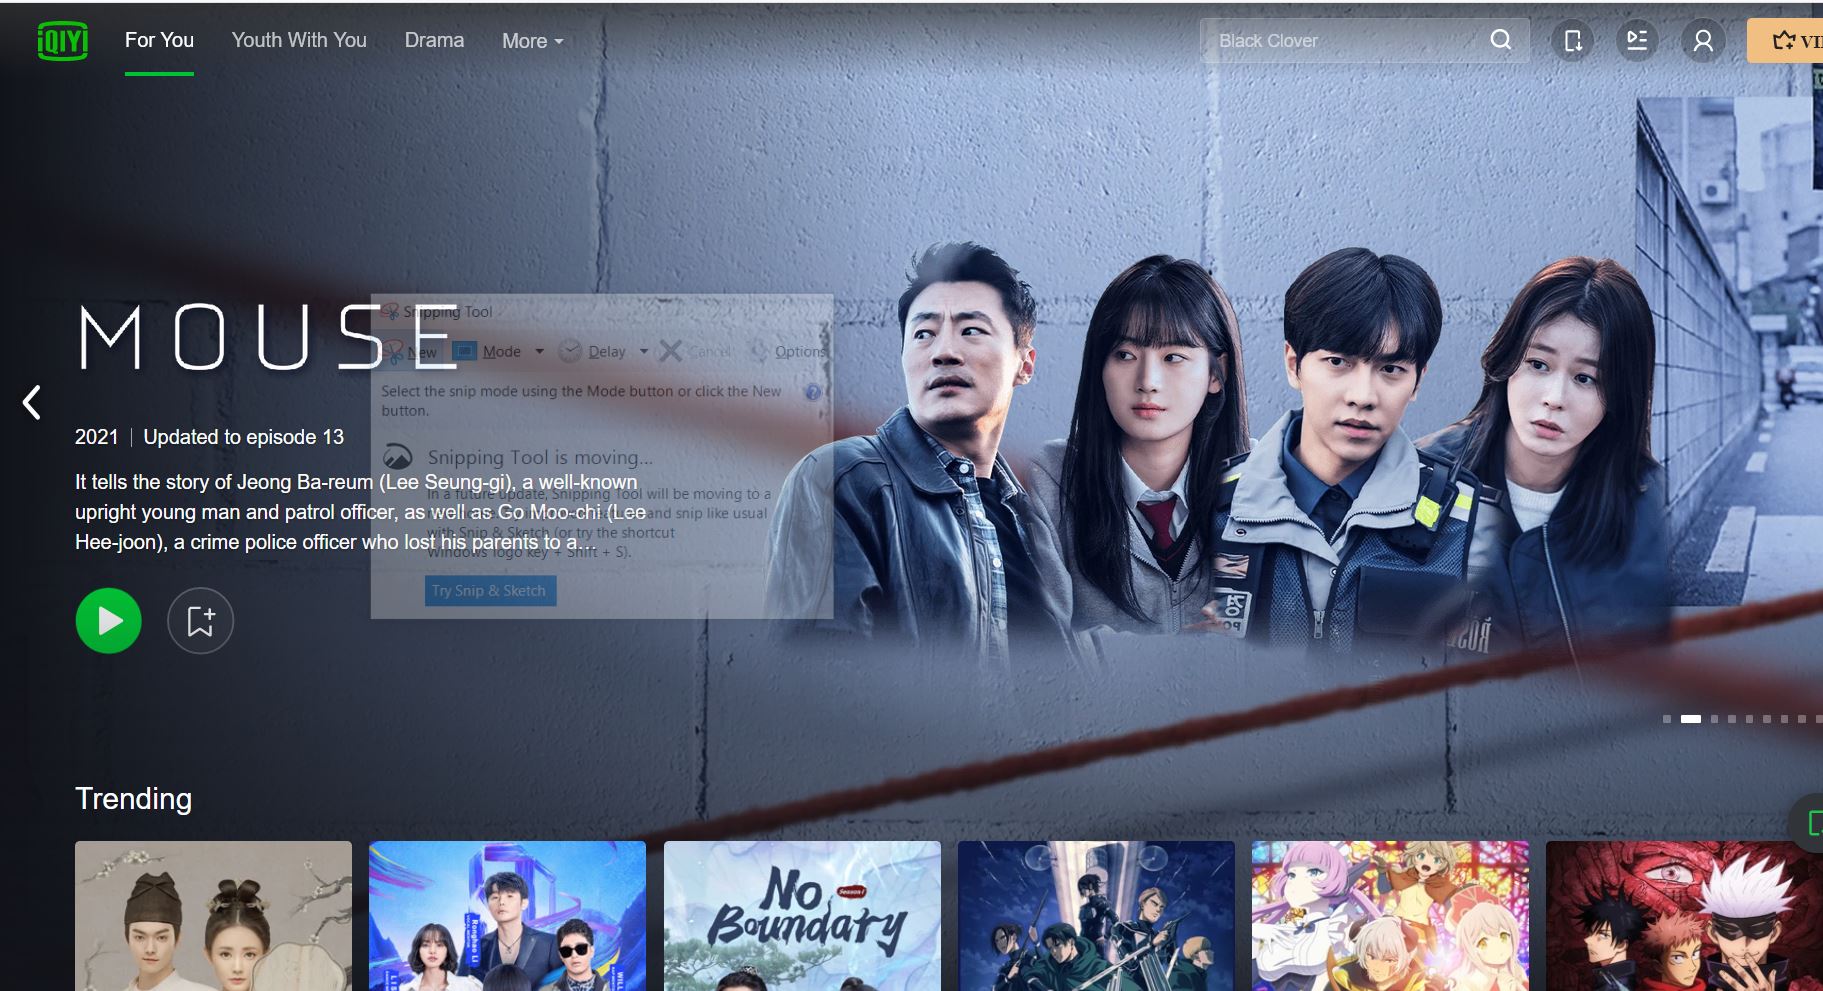 iQIYI
For You
Youth With You
Drama
More
Black Clover
VI
MOUSE
2021
Updated to episode 13
It tells the story of Jeong Ba-reum (Lee Seung-gi), a well-known
upright young man and patrol officer, as well as Go Moo-chi (Lee
Hee-joon), a crime police officer who lost his parents to a...
Snipping Tool
New
Mode
Delay
Cancel
Options
Select the snip mode using the Mode button or click the New
button.
Snipping Tool is moving...
In a future update, Snipping Tool will be moving to a
and snip like usual
with Snip & Sketch (or try the shortcut
Windows logo key + Shift + S).
Try Snip & Sketch
Trending
Ronghao LI
LIS
WILL
No
Boundary
Season 1